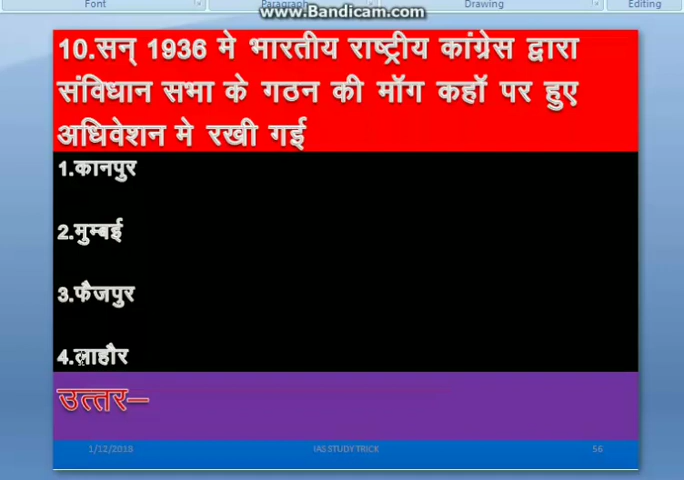 www.Bandicam.com
Font Paragraph Drawing Editing
10.सन् 1936 मे भारतीय राष्ट्रीय कांग्रेस द्वारा
संविधान सभा के गठन की मॉग कहॉ पर हुए
अधिवेशन मे रखी गई
1.कानपुर
2.मुम्बई
3.फैजपुर
4.लाहौर
उत्तर–
1/12/2018 IAS STUDY TRICK 56